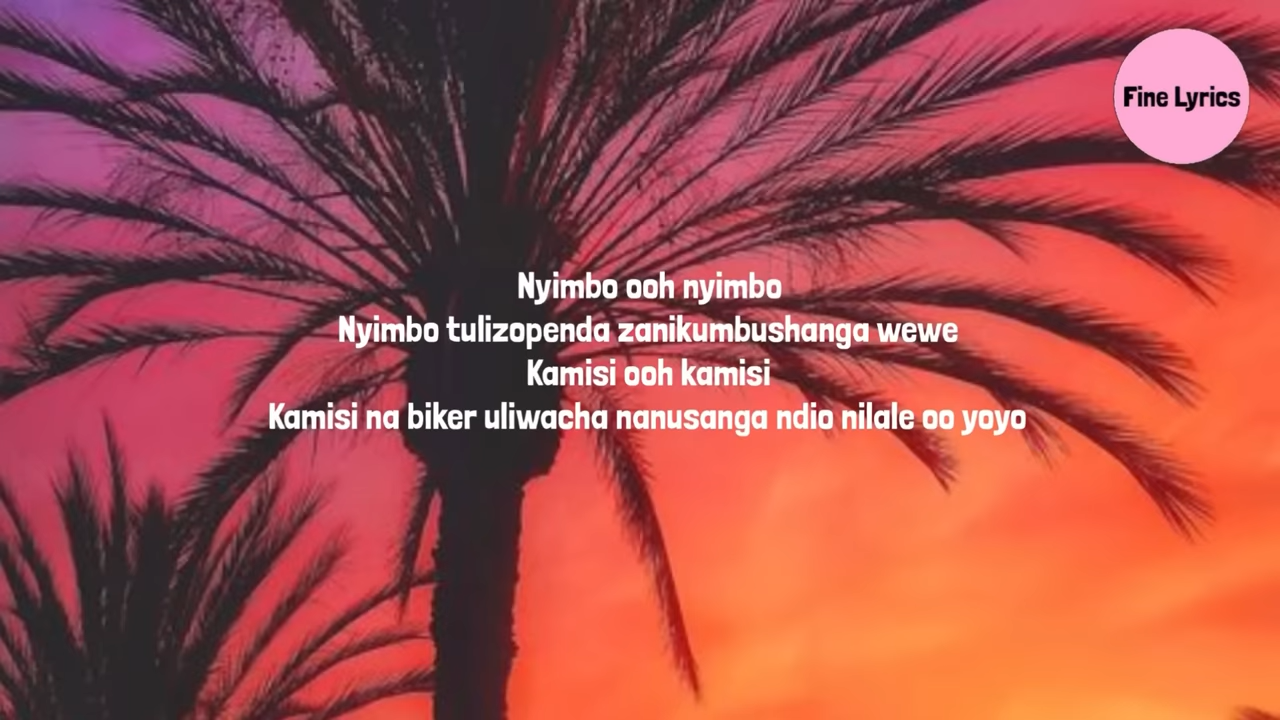 Fine Lyrics
Nyimbo ooh nyimbo
Nyimbo tulizopenda zanikumbushanga wewe
Kamisi ooh kamisi
Kamisi na biker uliwacha nanusanga ndio nilale oo yoyo